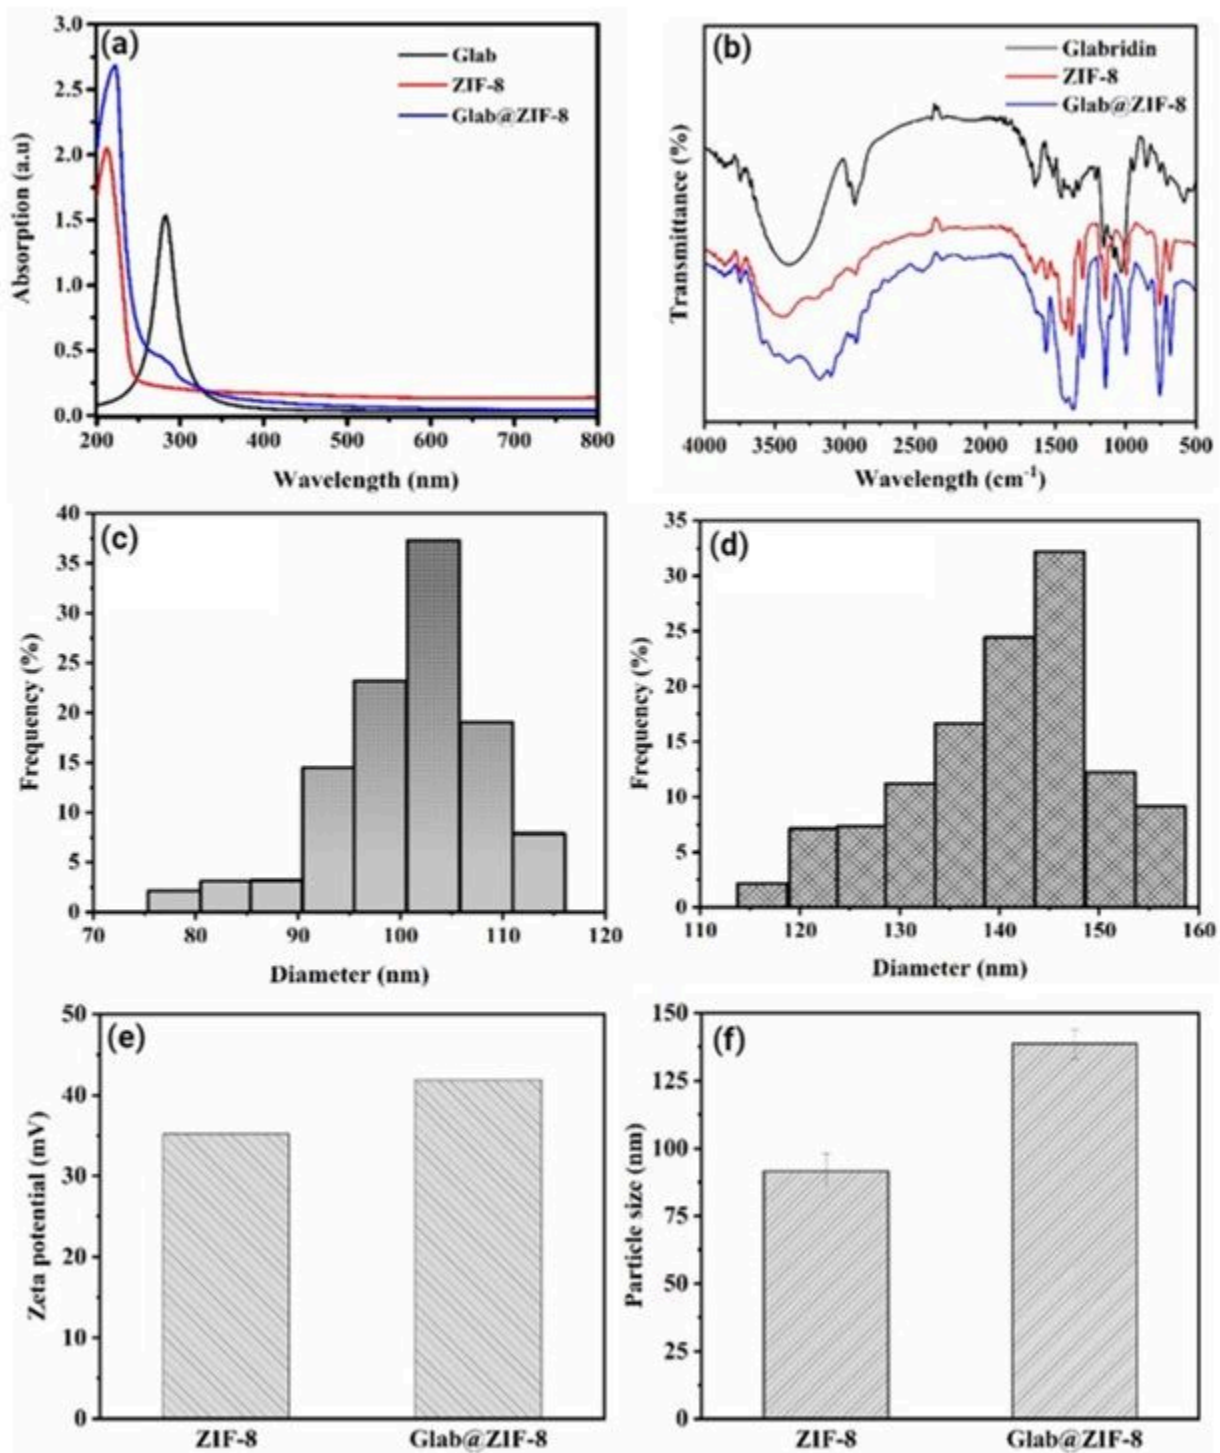 (a)
Glab
ZIF-8
Glab@ZIF-8
3.0
2.5
2.0
1.5
1.0
0.5
0.0
Absorption (a.u)
200 300 400 500 600 700 800
Wavelength (nm)
(b)
Glabridin
ZIF-8
Glab@ZIF-8
Transmittance (%)
4000 3500 3000 2500 2000 1500 1000 500
Wavelength (cm⁻¹)
(c)
40
35
30
25
20
15
10
5
0
Frequency (%)
70 80 90 100 110 120
Diameter (nm)
(d)
35
30
25
20
15
10
5
0
Frequency (%)
110 120 130 140 150 160
Diameter (nm)
(e)
50
40
30
20
10
0
Zeta potential (mV)
ZIF-8 Glab@ZIF-8
(f)
150
125
100
75
50
25
0
Particle size (nm)
ZIF-8 Glab@ZIF-8